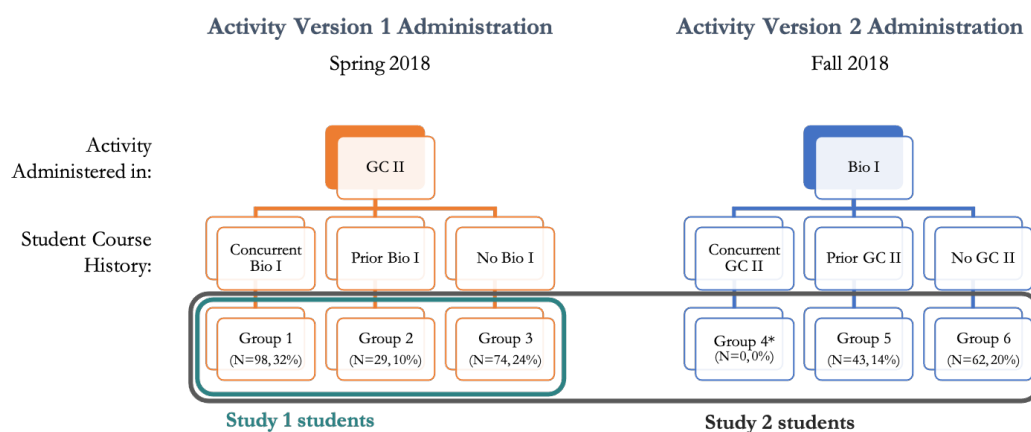 Activity Version 1 Administration
Spring 2018
Activity Version 2 Administration
Fall 2018
Activity
Administered in:
GC II
Bio I
Student Course
History:
Concurrent
Bio I
Prior Bio I
No Bio I
Concurrent
GC II
Prior GC II
No GC II
Group 1
(N=98, 32%)
Group 2
(N=29, 10%)
Group 3
(N=74, 24%)
Group 4*
(N=0, 0%)
Group 5
(N=43, 14%)
Group 6
(N=62, 20%)
Study 1 students
Study 2 students